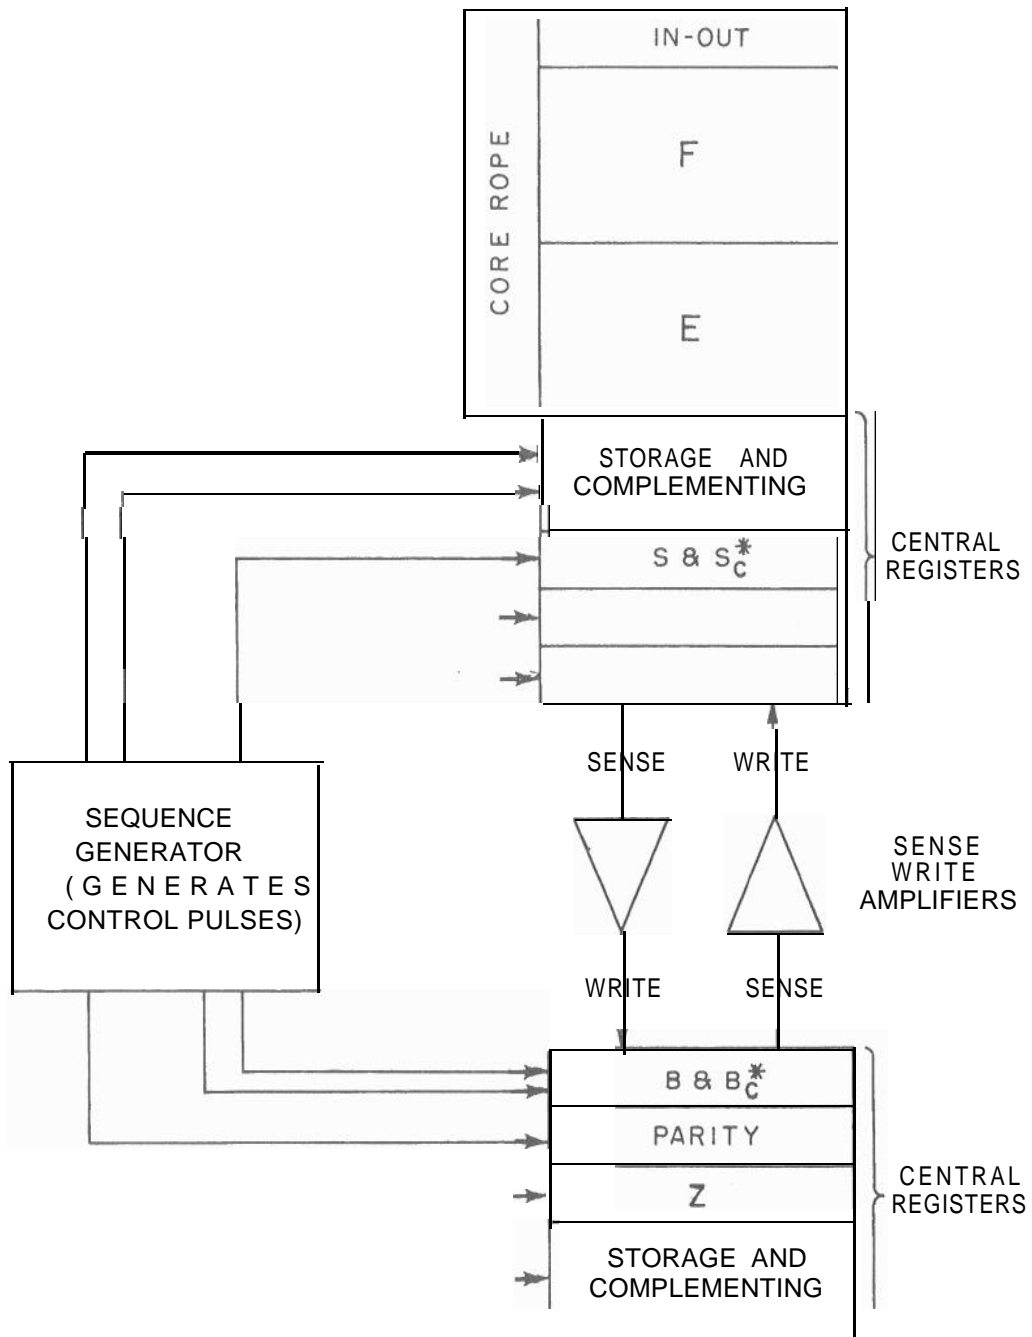 IN-OUT
CORE ROPE
F
E
STORAGE AND
COMPLEMENTING
S & S*C
CENTRAL
REGISTERS
SENSE
WRITE
SEQUENCE
GENERATOR
(GENERATES
CONTROL PULSES)
SENSE
WRITE
AMPLIFIERS
WRITE
SENSE
B & B*C
PARITY
Z
CENTRAL
REGISTERS
STORAGE AND
COMPLEMENTING